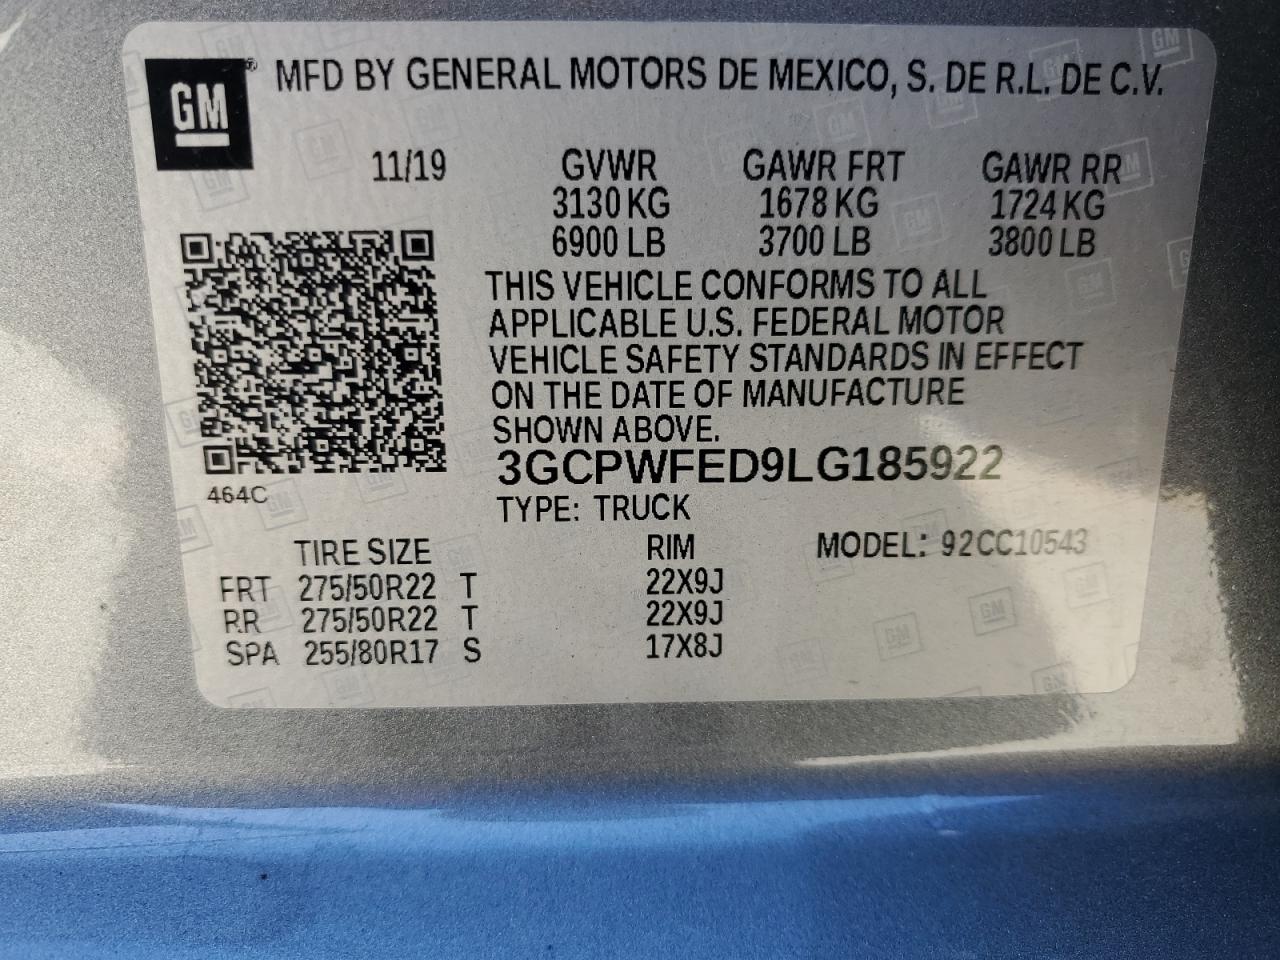 GM® MFD BY GENERAL MOTORS DE MEXICO, S. DE R.L. DE C.V.
11/19 GVWR GAWR FRT GAWR RR
3130 KG 1678 KG 1724 KG
6900 LB 3700 LB 3800 LB
THIS VEHICLE CONFORMS TO ALL
APPLICABLE U.S. FEDERAL MOTOR
VEHICLE SAFETY STANDARDS IN EFFECT
ON THE DATE OF MANUFACTURE
SHOWN ABOVE.
3GCPWFED9LG185922
464C
TYPE: TRUCK
TIRE SIZE RIM MODEL: 92CC10543
FRT 275/50R22 T 22X9J
RR 275/50R22 T 22X9J
SPA 255/80R17 S 17X8J